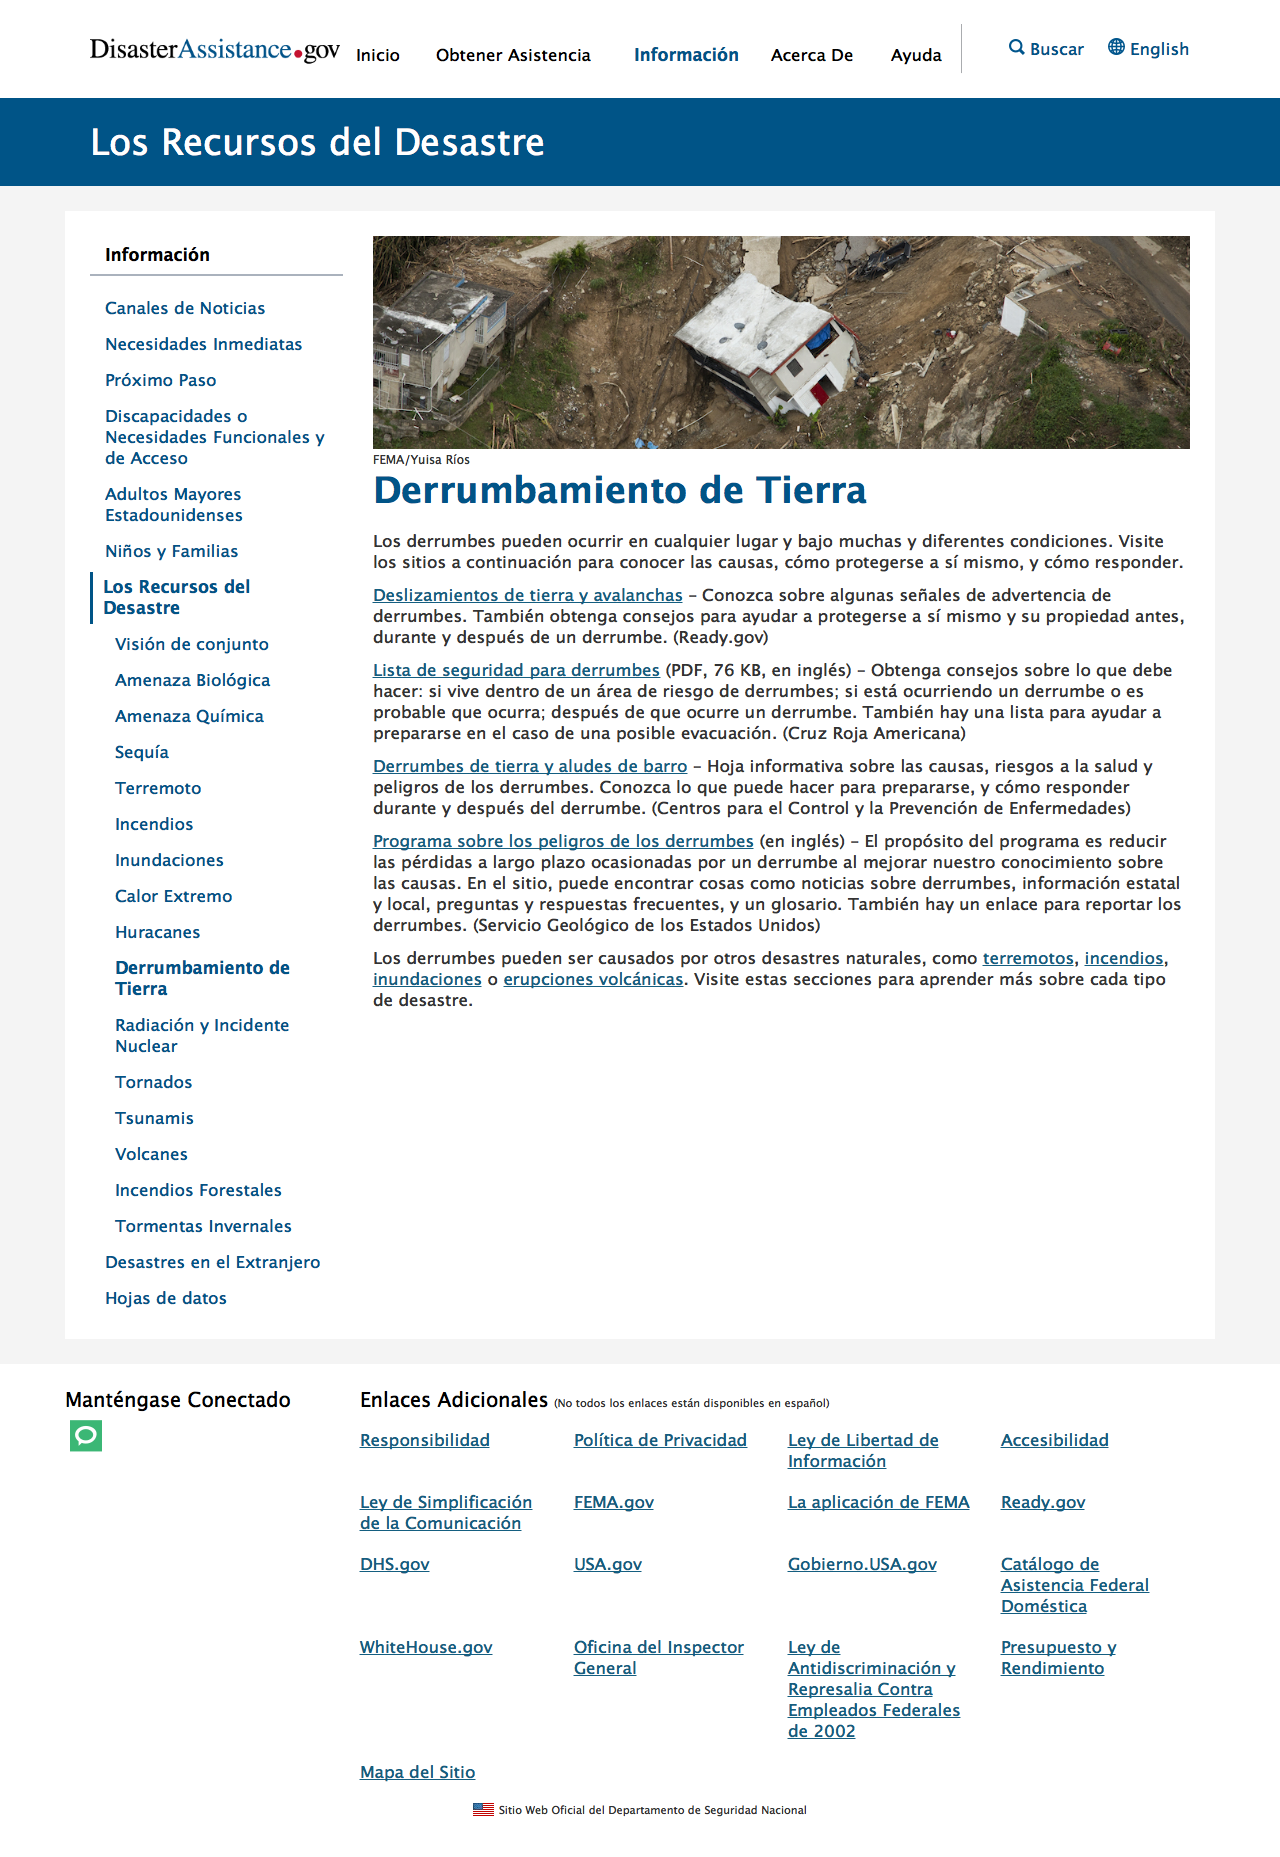 DisasterAssistance.gov
Inicio
Obtener Asistencia
Información
Acerca De
Ayuda
Buscar
English
Los Recursos del Desastre
Información
Canales de Noticias
Necesidades Inmediatas
Próximo Paso
Discapacidades o
Necesidades Funcionales y
de Acceso
Adultos Mayores
Estadounidenses
Niños y Familias
Los Recursos del
Desastre
Visión de conjunto
Amenaza Biológica
Amenaza Química
Sequía
Terremoto
Incendios
Inundaciones
Calor Extremo
Huracanes
Derrumbamiento de
Tierra
Radiación y Incidente
Nuclear
Tornados
Tsunamis
Volcanes
Incendios Forestales
Tormentas Invernales
Desastres en el Extranjero
Hojas de datos
FEMA/Yuisa Ríos
Derrumbamiento de Tierra
Los derrumbes pueden ocurrir en cualquier lugar y bajo muchas y diferentes condiciones. Visite
los sitios a continuación para conocer las causas, cómo protegerse a sí mismo, y cómo responder.
Deslizamientos de tierra y avalanchas – Conozca sobre algunas señales de advertencia de
derrumbes. También obtenga consejos para ayudar a protegerse a sí mismo y su propiedad antes,
durante y después de un derrumbe. (Ready.gov)
Lista de seguridad para derrumbes (PDF, 76 KB, en inglés) – Obtenga consejos sobre lo que debe
hacer: si vive dentro de un área de riesgo de derrumbes; si está ocurriendo un derrumbe o es
probable que ocurra; después de que ocurre un derrumbe. También hay una lista para ayudar a
prepararse en el caso de una posible evacuación. (Cruz Roja Americana)
Derrumbes de tierra y aludes de barro – Hoja informativa sobre las causas, riesgos a la salud y
peligros de los derrumbes. Conozca lo que puede hacer para prepararse, y cómo responder
durante y después del derrumbe. (Centros para el Control y la Prevención de Enfermedades)
Programa sobre los peligros de los derrumbes (en inglés) – El propósito del programa es reducir
las pérdidas a largo plazo ocasionadas por un derrumbe al mejorar nuestro conocimiento sobre
las causas. En el sitio, puede encontrar cosas como noticias sobre derrumbes, información estatal
y local, preguntas y respuestas frecuentes, y un glosario. También hay un enlace para reportar los
derrumbes. (Servicio Geológico de los Estados Unidos)
Los derrumbes pueden ser causados por otros desastres naturales, como terremotos, incendios,
inundaciones o erupciones volcánicas. Visite estas secciones para aprender más sobre cada tipo
de desastre.
Manténgase Conectado
Enlaces Adicionales (No todos los enlaces están disponibles en español)
Responsibilidad
Política de Privacidad
Ley de Libertad de
Información
Accesibilidad
Ley de Simplificación
de la Comunicación
FEMA.gov
La aplicación de FEMA
Ready.gov
DHS.gov
USA.gov
Gobierno.USA.gov
Catálogo de
Asistencia Federal
Doméstica
WhiteHouse.gov
Oficina del Inspector
General
Ley de
Antidiscriminación y
Represalia Contra
Empleados Federales
de 2002
Presupuesto y
Rendimiento
Mapa del Sitio
Sitio Web Oficial del Departamento de Seguridad Nacional